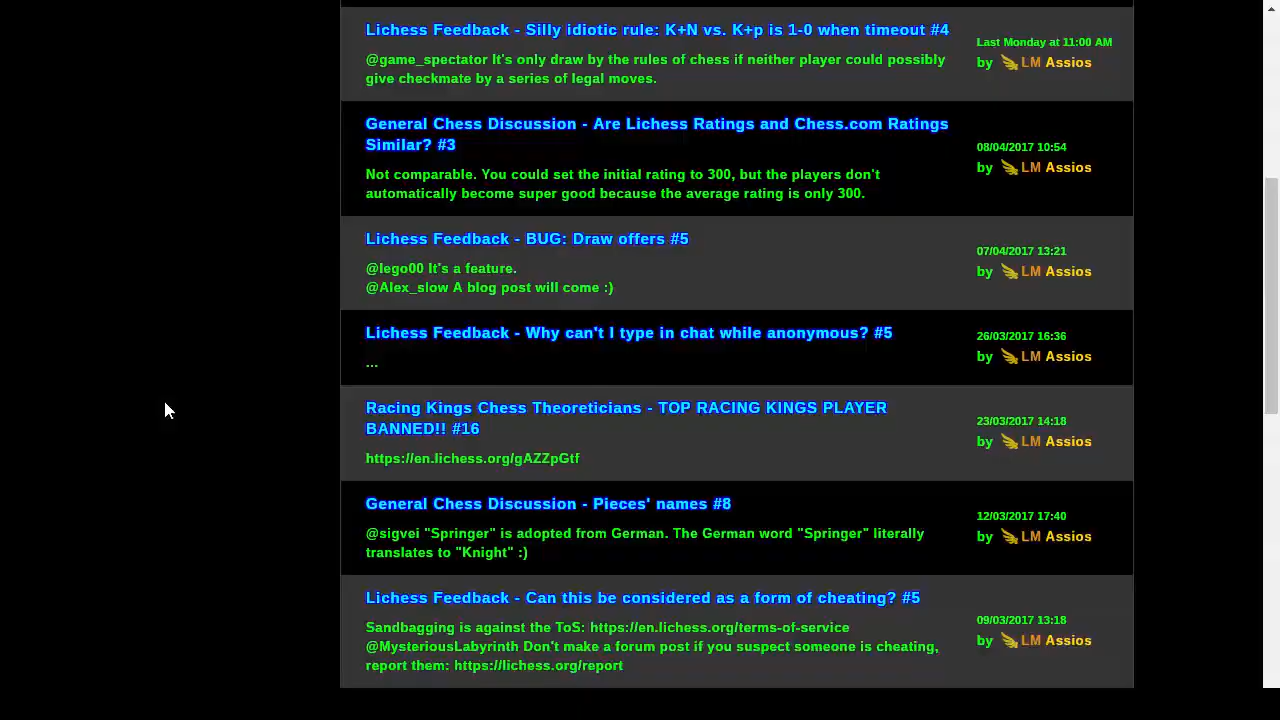 Lichess Feedback - Silly idiotic rule: K+N vs. K+p is 1-0 when timeout #4
@game_spectator It's only draw by the rules of chess if neither player could possibly
give checkmate by a series of legal moves.
Last Monday at 11:00 AM
by LM Assios
General Chess Discussion - Are Lichess Ratings and Chess.com Ratings
Similar? #3
Not comparable. You could set the initial rating to 300, but the players don't
automatically become super good because the average rating is only 300.
08/04/2017 10:54
by LM Assios
Lichess Feedback - BUG: Draw offers #5
@lego00 It's a feature.
@Alex_slow A blog post will come :)
07/04/2017 13:21
by LM Assios
Lichess Feedback - Why can't I type in chat while anonymous? #5
...
26/03/2017 16:36
by LM Assios
Racing Kings Chess Theoreticians - TOP RACING KINGS PLAYER
BANNED!! #16
https://en.lichess.org/gAZZpGtf
23/03/2017 14:18
by LM Assios
General Chess Discussion - Pieces' names #8
@sigvei "Springer" is adopted from German. The German word "Springer" literally
translates to "Knight" :)
12/03/2017 17:40
by LM Assios
Lichess Feedback - Can this be considered as a form of cheating? #5
Sandbagging is against the ToS: https://en.lichess.org/terms-of-service
@MysteriousLabyrinth Don't make a forum post if you suspect someone is cheating,
report them: https://lichess.org/report
09/03/2017 13:18
by LM Assios